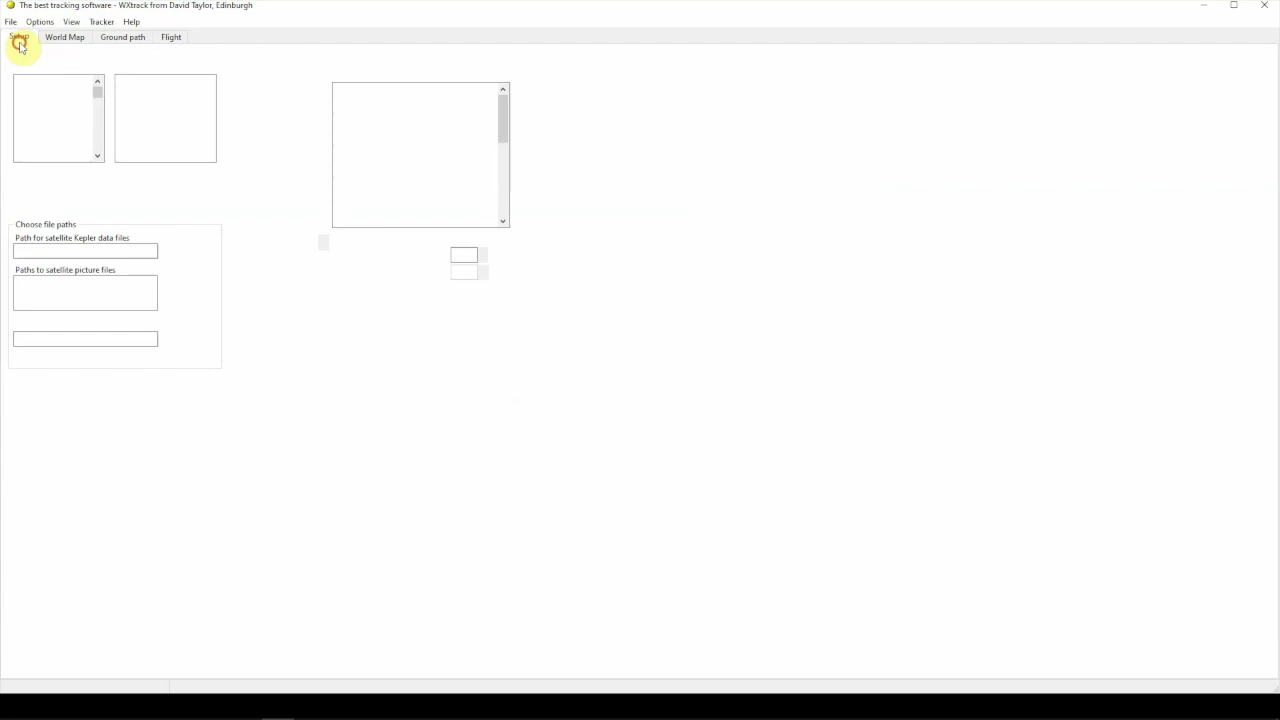 The best tracking software - WXtrack from David Taylor, Edinburgh
File Options View Tracker Help
Setup World Map Ground path Flight
Choose file paths
Path for satellite Kepler data files
Paths to satellite picture files